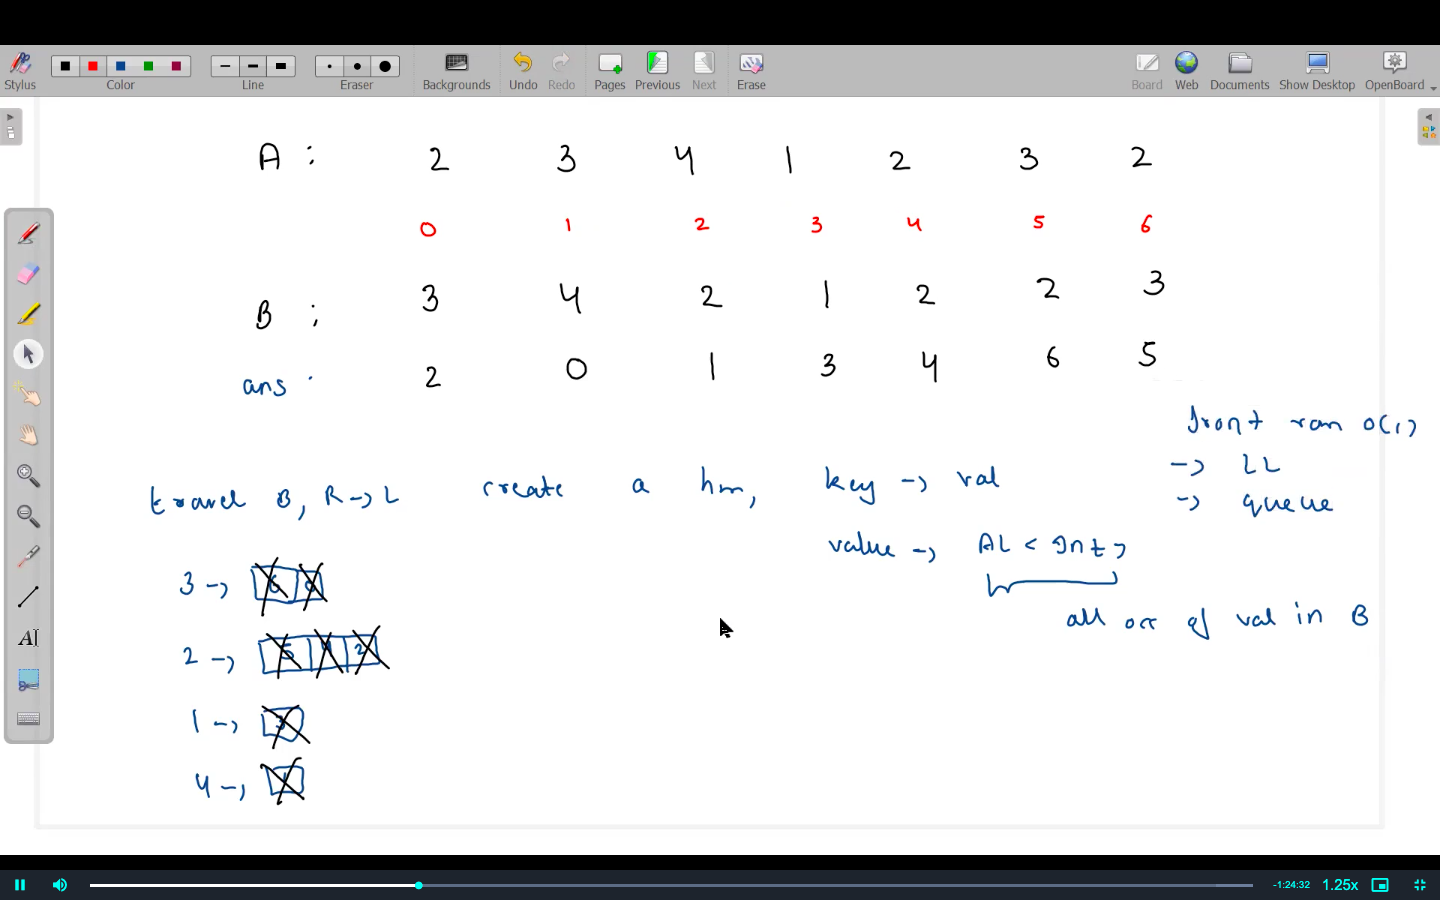 Stylus Color Line Eraser Backgrounds Undo Redo Pages Previous Next Erase Board Web Documents Show Desktop OpenBoard
A : 2 3 4 1 2 3 2
0 1 2 3 4 5 6
B : 3 4 2 1 2 2 3
ans : 2 0 1 3 4 6 5
front rem O(1)
-> LL
-> queue
travel B, R -> L create a hm, key -> val
value -> AL < Int >
all occ of val in B
3 -> 6
2 -> 5 4 2
1 -> 3
4 -> 1
AI
-1:24:32 1.25x